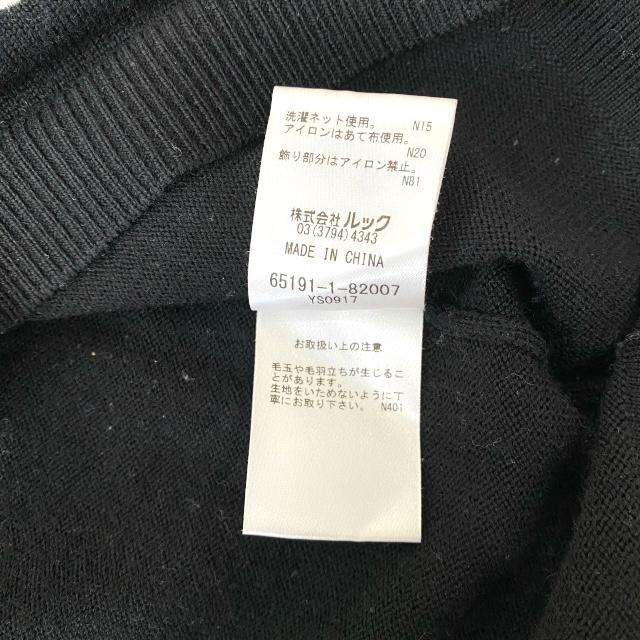 洗濯ネット使用。 N15
アイロンはあて布使用。
N20
飾り部分はアイロン禁止。
N81
株式会社ルック
03(3794)4343
MADE IN CHINA
65191-1-82007
YS0917
お取扱い上の注意
毛玉や毛羽立ちが生じるこ
とがあります。
生地をいためないように丁
寧にお取り下さい。 N401